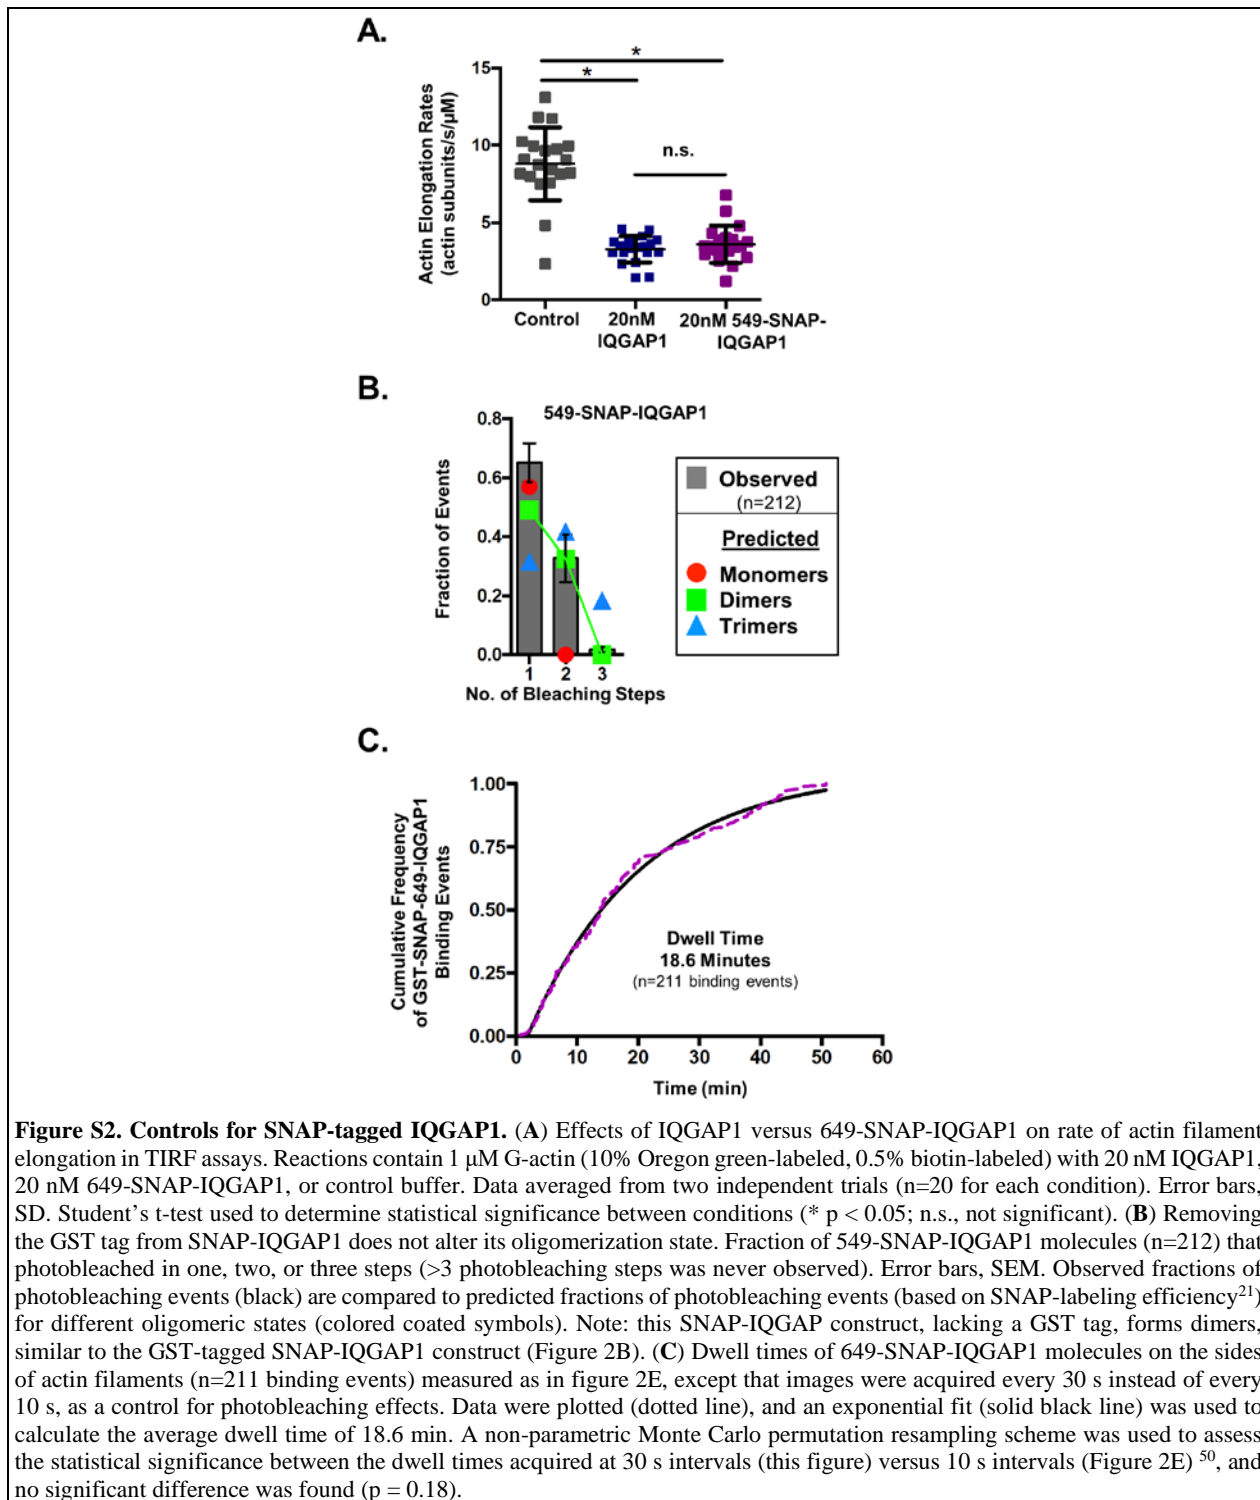 A.
*
*
15
10
5
0
n.s.
Actin Elongation Rates
(actin subunits/s/µM)
Control
20nM
IQGAP1
20nM 549-SNAP-
IQGAP1
B.
549-SNAP-IQGAP1
0.8
0.6
0.4
0.2
0.0
Fraction of Events
1 2 3
No. of Bleaching Steps
Observed
(n=212)
Predicted
Monomers
Dimers
Trimers
C.
1.00
0.75
0.50
0.25
0.00
Cumulative Frequency
of GST-SNAP-649-IQGAP1
Binding Events
Dwell Time
18.6 Minutes
(n=211 binding events)
0 10 20 30 40 50 60
Time (min)
Figure S2. Controls for SNAP-tagged IQGAP1. (A) Effects of IQGAP1 versus 649-SNAP-IQGAP1 on rate of actin filament
elongation in TIRF assays. Reactions contain 1 µM G-actin (10% Oregon green-labeled, 0.5% biotin-labeled) with 20 nM IQGAP1,
20 nM 649-SNAP-IQGAP1, or control buffer. Data averaged from two independent trials (n=20 for each condition). Error bars,
SD. Student’s t-test used to determine statistical significance between conditions (* p < 0.05; n.s., not significant). (B) Removing
the GST tag from SNAP-IQGAP1 does not alter its oligomerization state. Fraction of 549-SNAP-IQGAP1 molecules (n=212) that
photobleached in one, two, or three steps (>3 photobleaching steps was never observed). Error bars, SEM. Observed fractions of
photobleaching events (black) are compared to predicted fractions of photobleaching events (based on SNAP-labeling efficiency21)
for different oligomeric states (colored coated symbols). Note: this SNAP-IQGAP construct, lacking a GST tag, forms dimers,
similar to the GST-tagged SNAP-IQGAP1 construct (Figure 2B). (C) Dwell times of 649-SNAP-IQGAP1 molecules on the sides
of actin filaments (n=211 binding events) measured as in figure 2E, except that images were acquired every 30 s instead of every
10 s, as a control for photobleaching effects. Data were plotted (dotted line), and an exponential fit (solid black line) was used to
calculate the average dwell time of 18.6 min. A non-parametric Monte Carlo permutation resampling scheme was used to assess
the statistical significance between the dwell times acquired at 30 s intervals (this figure) versus 10 s intervals (Figure 2E) 50, and
no significant difference was found (p = 0.18).